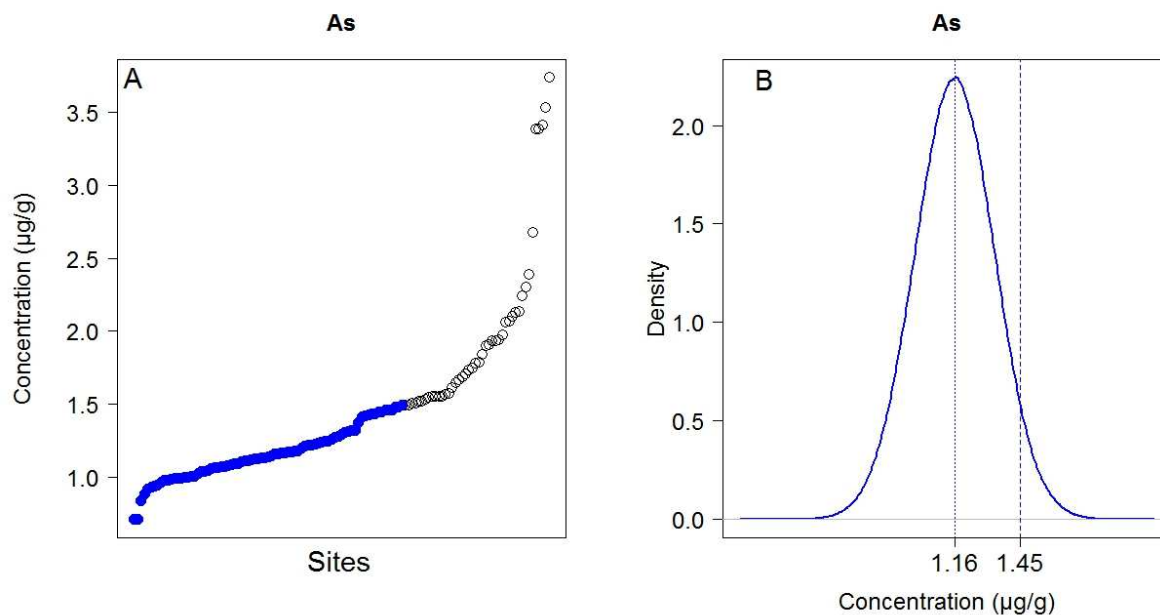 As
A
3.5
3.0
2.5
2.0
1.5
1.0
Concentration (µg/g)
Sites
As
B
2.0
1.5
1.0
0.5
0.0
Density
1.16 1.45
Concentration (µg/g)